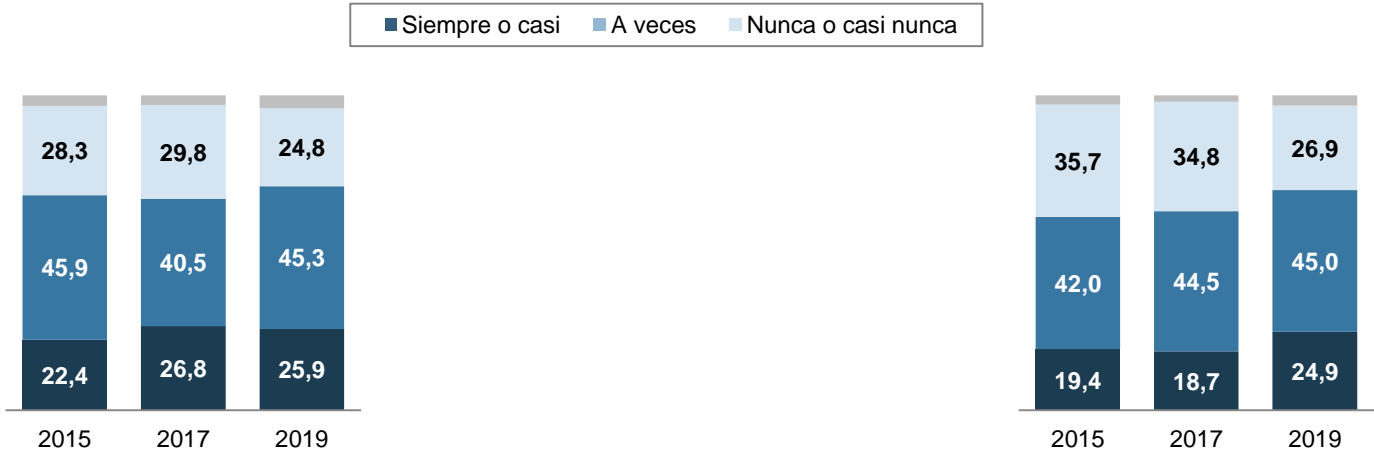 Siempre o casi A veces Nunca o casi nunca
28,3 29,8 24,8
45,9 40,5 45,3
22,4 26,8 25,9
2015 2017 2019
35,7 34,8 26,9
42,0 44,5 45,0
19,4 18,7 24,9
2015 2017 2019